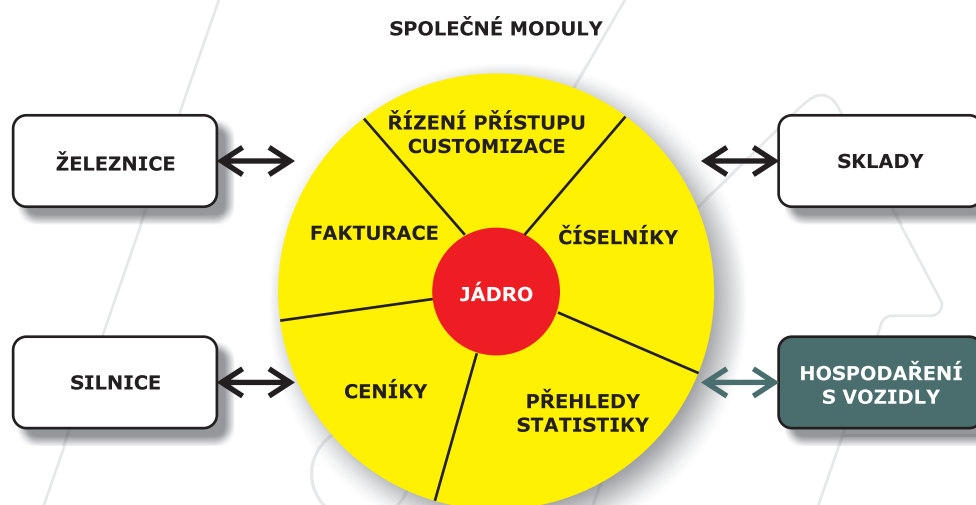 SPOLEČNÉ MODULY
ŘÍZENÍ PŘÍSTUPU
CUSTOMIZACE
ŽELEZNICE
SKLADY
FAKTURACE
ČÍSELNÍKY
JÁDRO
SILNICE
CENÍKY
PŘEHLEDY
STATISTIKY
HOSPODAŘENÍ
S VOZIDLY